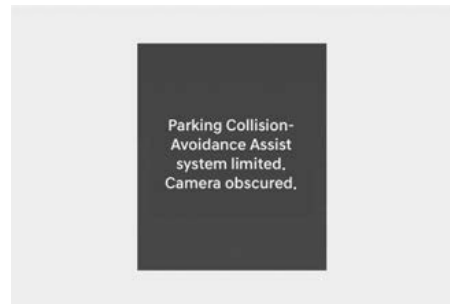 Parking Collision-
Avoidance Assist
system limited.
Camera obscured.